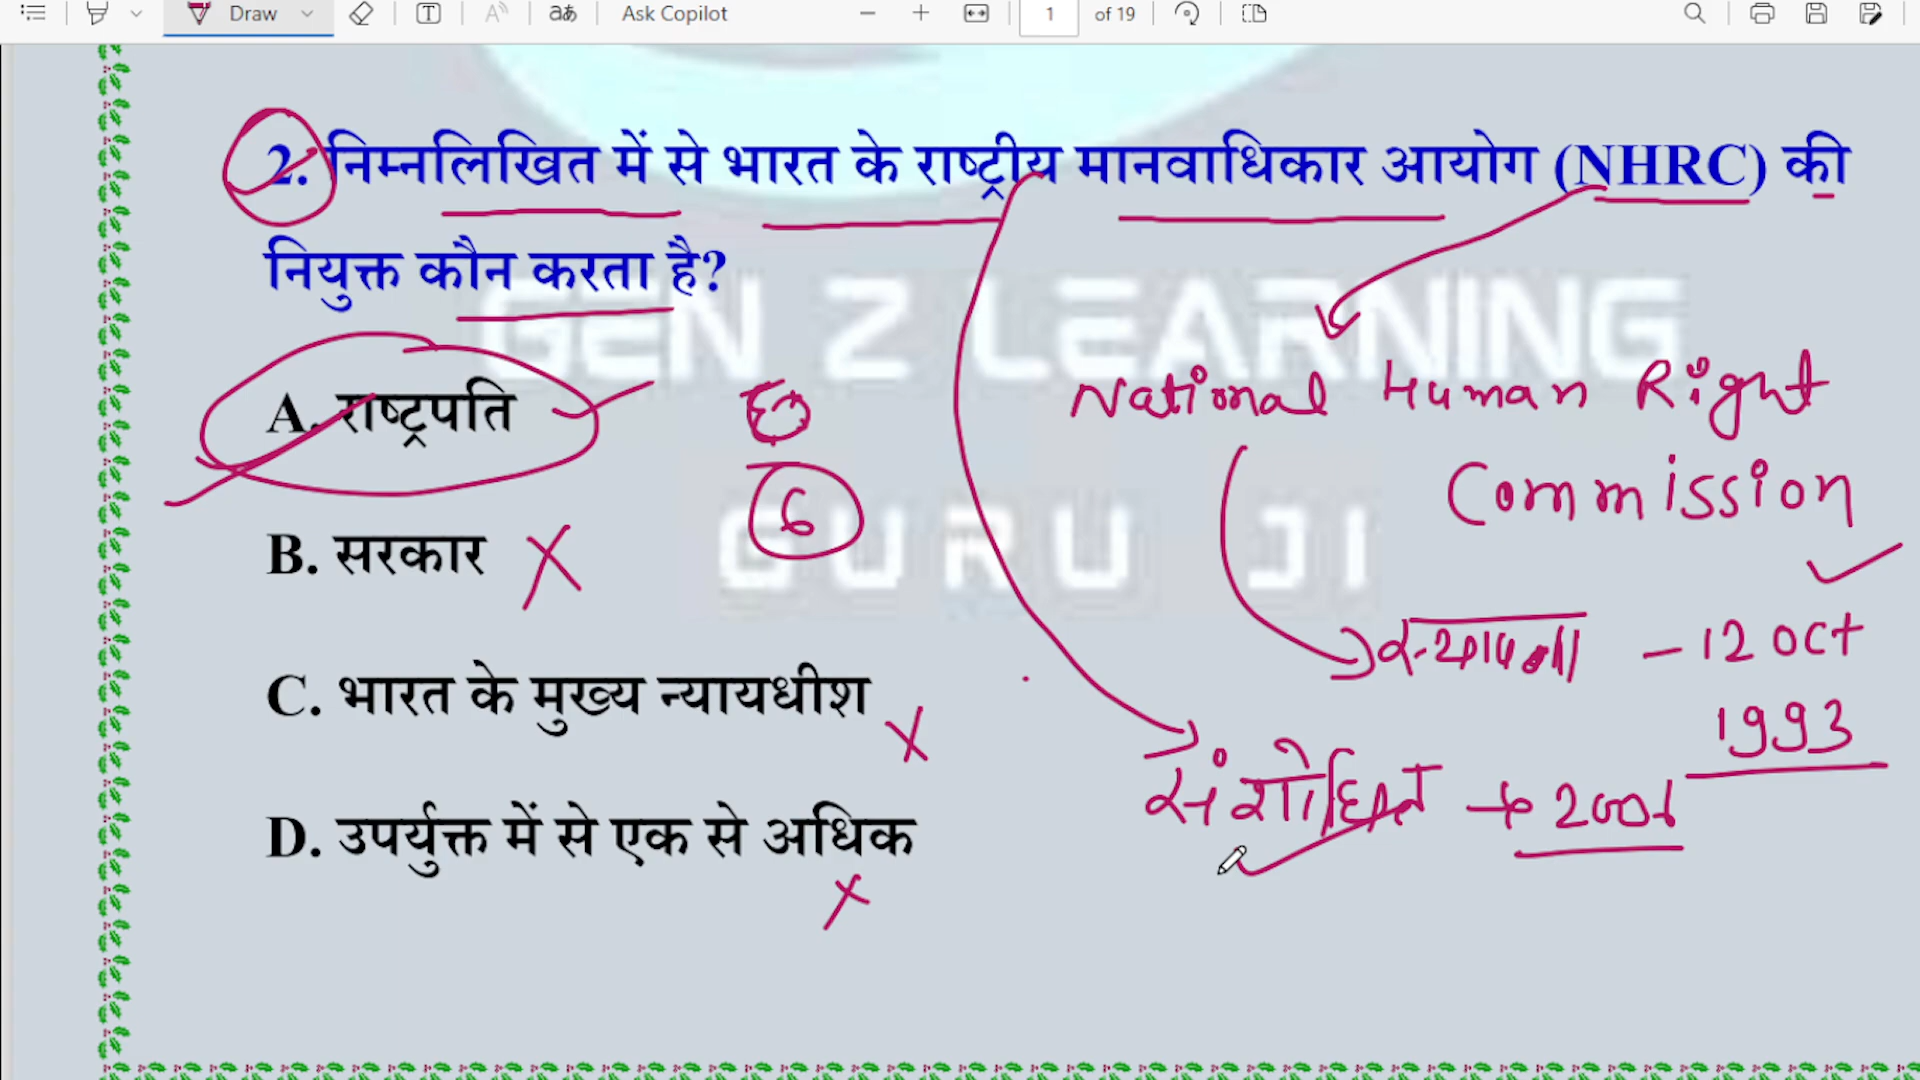 Draw
Ask Copilot
1 of 19
2. निम्नलिखित में से भारत के राष्ट्रीय मानवाधिकार आयोग (NHRC) की
नियुक्त कौन करता है?
GEN Z LEARNING
A. राष्ट्रपति
National Human Right
Commission
6
GURU JI
B. सरकार
- 12 Oct
1993
C. भारत के मुख्य न्यायधीश
संशोधित → 2006
D. उपर्युक्त में से एक से अधिक